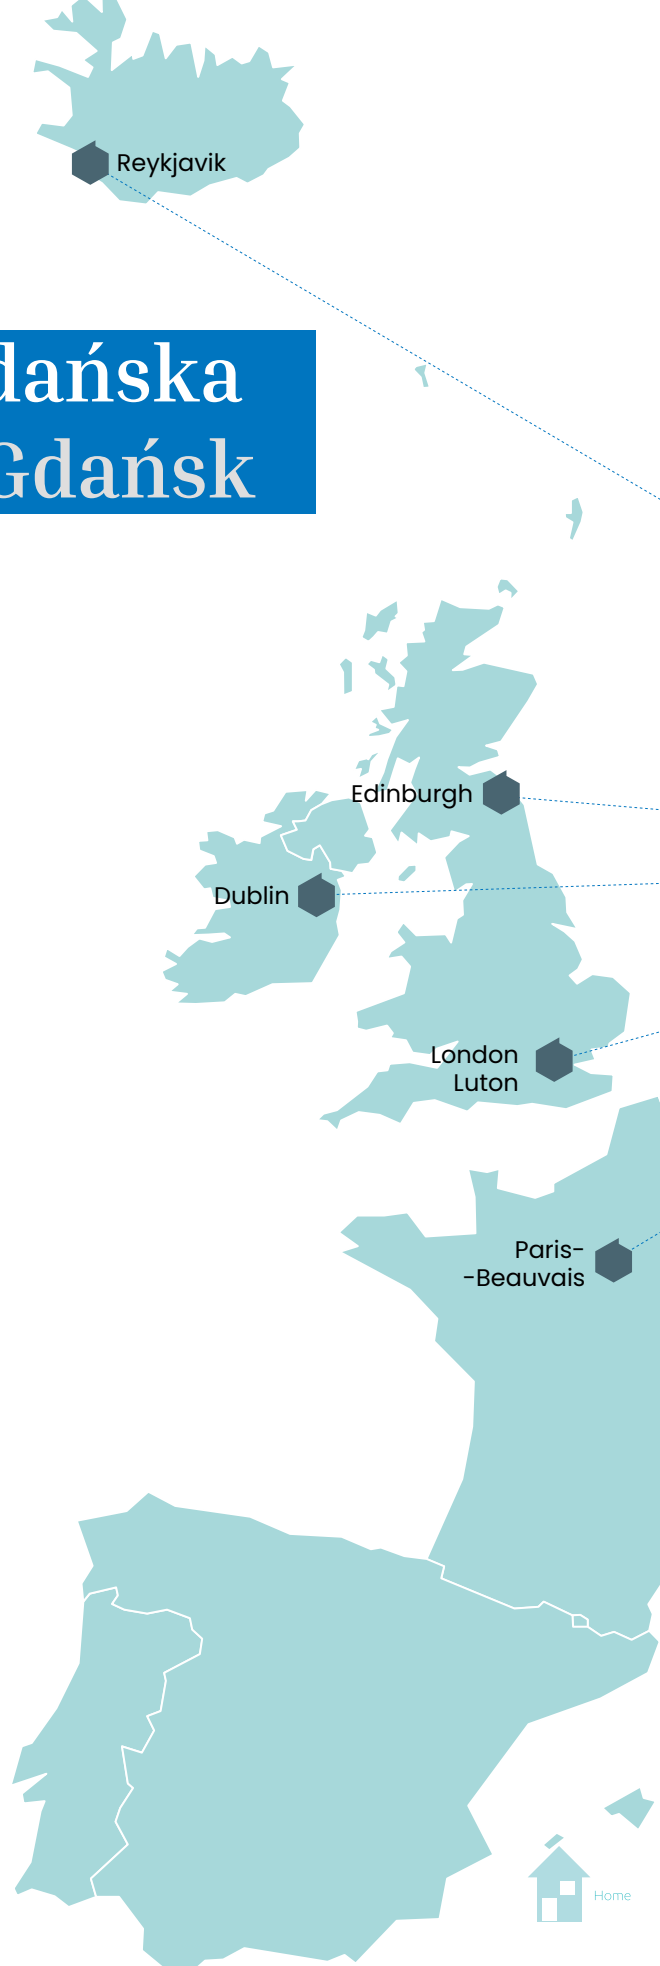 Reykjavik
dańska
Gdańsk
Edinburgh
Dublin
London
Luton
Paris-
-Beauvais
Home